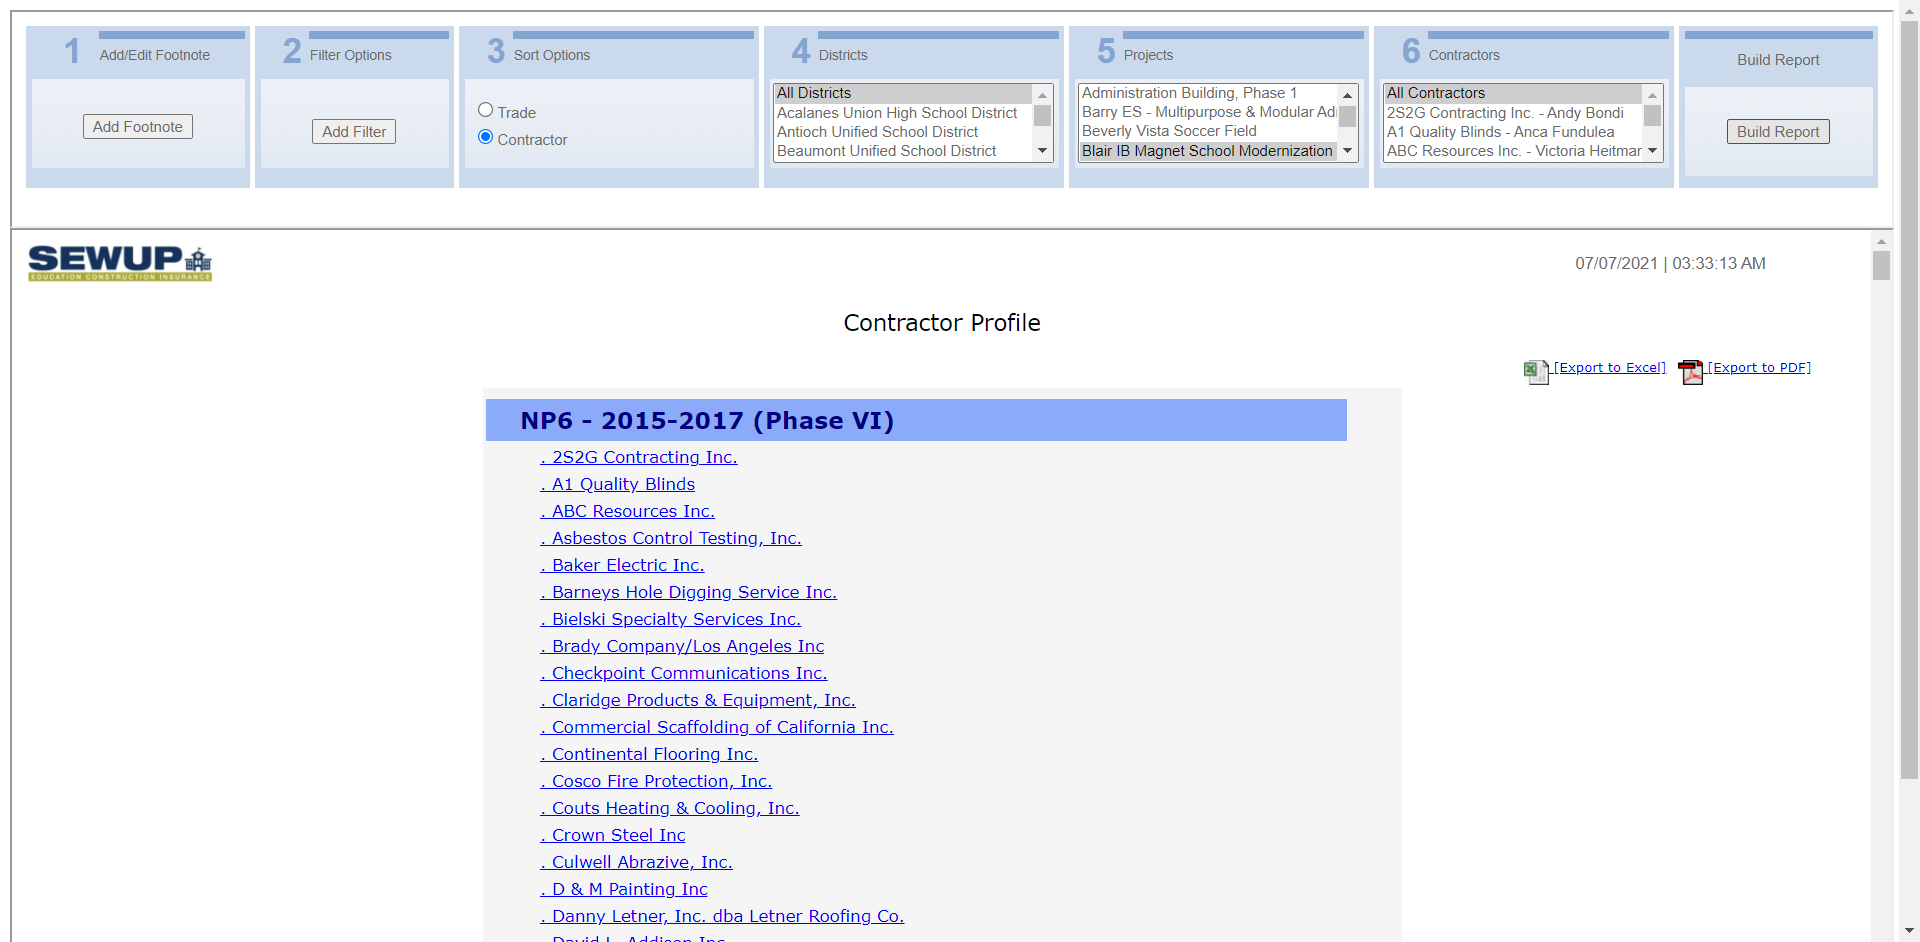 1 Add/Edit Footnote
Add Footnote
2 Filter Options
Add Filter
3 Sort Options
Trade
Contractor
4 Districts
All Districts
Acalanes Union High School District
Antioch Unified School District
Beaumont Unified School District
5 Projects
Administration Building, Phase 1
Barry ES - Multipurpose & Modular Ad
Beverly Vista Soccer Field
Blair IB Magnet School Modernization
6 Contractors
All Contractors
2S2G Contracting Inc. - Andy Bondi
A1 Quality Blinds - Anca Fundulea
ABC Resources Inc. - Victoria Heitmar
Build Report
Build Report
SEWUP
EDUCATION CONSTRUCTION INSURANCE
07/07/2021 | 03:33:13 AM
Contractor Profile
[Export to Excel] [Export to PDF]
NP6 - 2015-2017 (Phase VI)
. 2S2G Contracting Inc.
. A1 Quality Blinds
. ABC Resources Inc.
. Asbestos Control Testing, Inc.
. Baker Electric Inc.
. Barneys Hole Digging Service Inc.
. Bielski Specialty Services Inc.
. Brady Company/Los Angeles Inc
. Checkpoint Communications Inc.
. Claridge Products & Equipment, Inc.
. Commercial Scaffolding of California Inc.
. Continental Flooring Inc.
. Cosco Fire Protection, Inc.
. Couts Heating & Cooling, Inc.
. Crown Steel Inc
. Culwell Abrazive, Inc.
. D & M Painting Inc
. Danny Letner, Inc. dba Letner Roofing Co.
. David L. Addison Inc